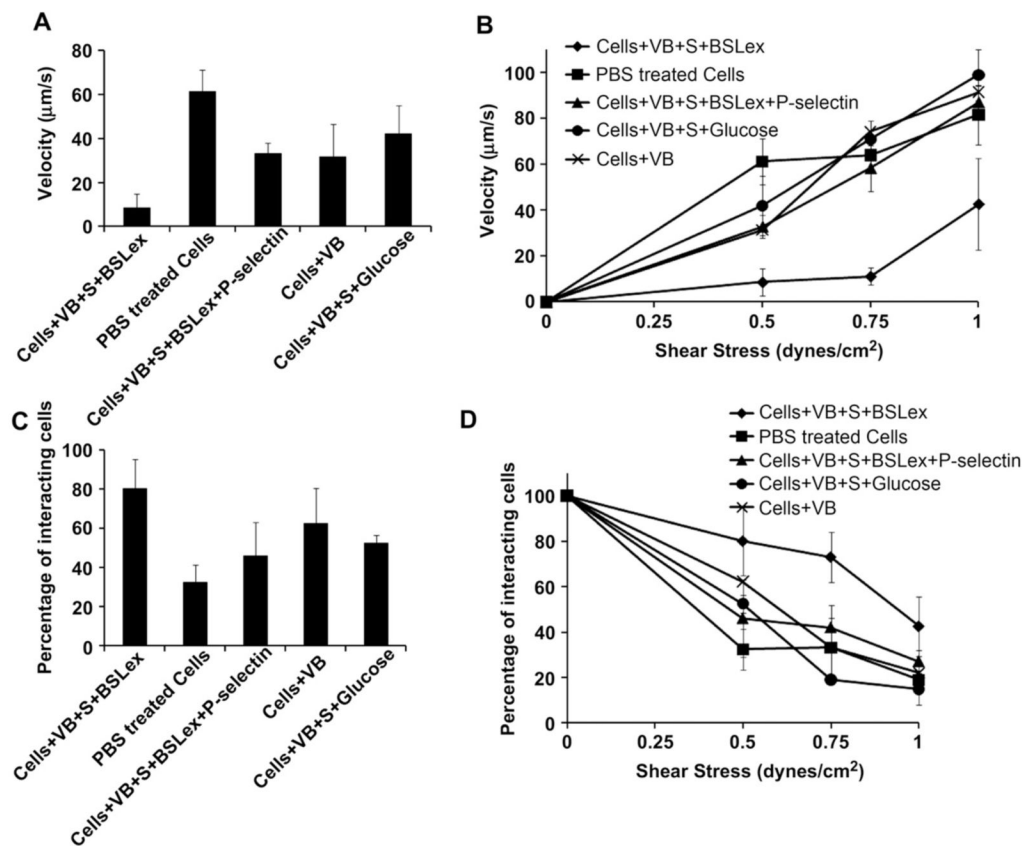 A
Velocity (μm/s)
80
60
40
20
0
Cells+VB+S+BSLex
PBS treated Cells
Cells+VB+S+BSLex+P-selectin
Cells+VB
Cells+VB+S+Glucose
B
Cells+VB+S+BSLex
PBS treated Cells
Cells+VB+S+BSLex+P-selectin
Cells+VB+S+Glucose
Cells+VB
Velocity (μm/s)
100
80
60
40
20
0
0
0.25
0.5
0.75
1
Shear Stress (dynes/cm²)
C
Percentage of interacting cells
100
80
60
40
20
0
Cells+VB+S+BSLex
PBS treated Cells
Cells+VB+S+BSLex+P-selectin
Cells+VB
Cells+VB+S+Glucose
D
Cells+VB+S+BSLex
PBS treated Cells
Cells+VB+S+BSLex+P-selectin
Cells+VB+S+Glucose
Cells+VB
Percentage of interacting cells
100
80
60
40
20
0
0
0.25
0.5
0.75
1
Shear Stress (dynes/cm²)